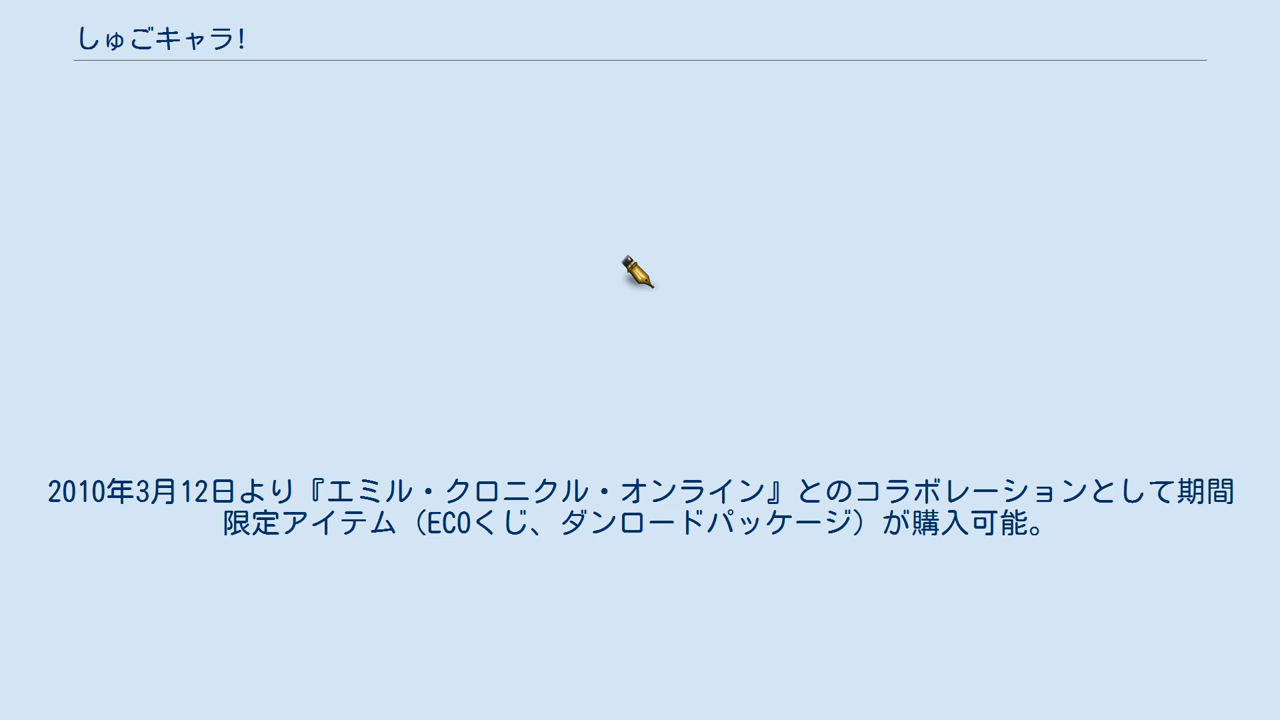 しゅごキャラ!
2010年3月12日より『エミル・クロニクル・オンライン』とのコラボレーションとして期間
限定アイテム（ECOくじ、ダンロードパッケージ）が購入可能。